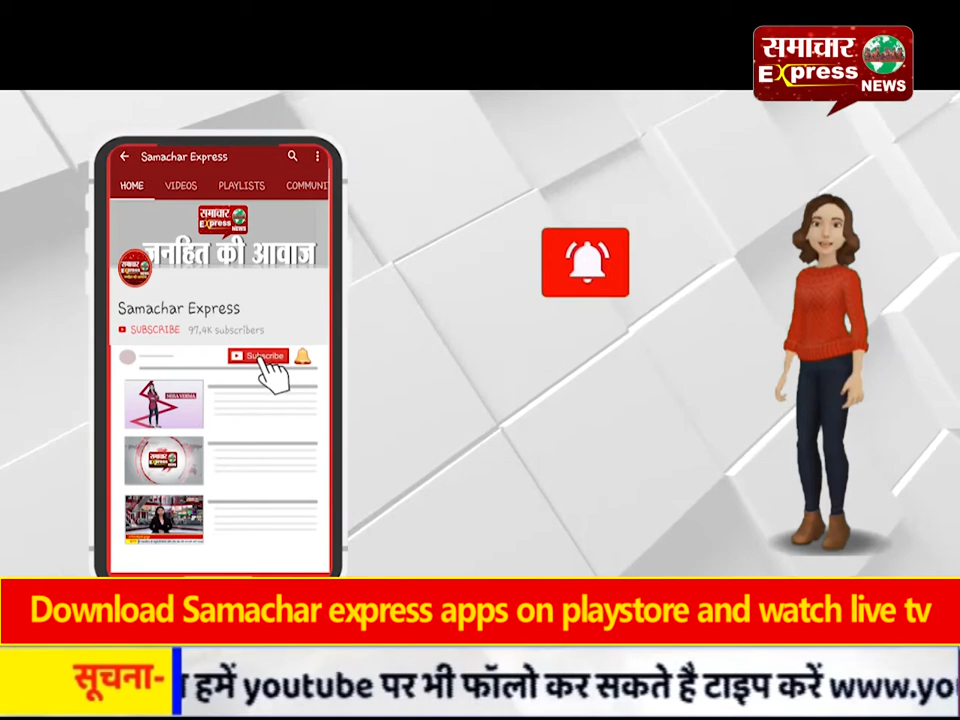 समाचार
Express
NEWS
Samachar Express
HOME VIDEOS PLAYLISTS COMMUNI
समाचार
Express
NEWS
जनहित की आवाज
Samachar Express
SUBSCRIBE 97.4K subscribers
Subscribe
NEHA VERMA
Download Samachar express apps on playstore and watch live tv
सूचना- हमें youtube पर भी फॉलो कर सकते है टाइप करें www.yo